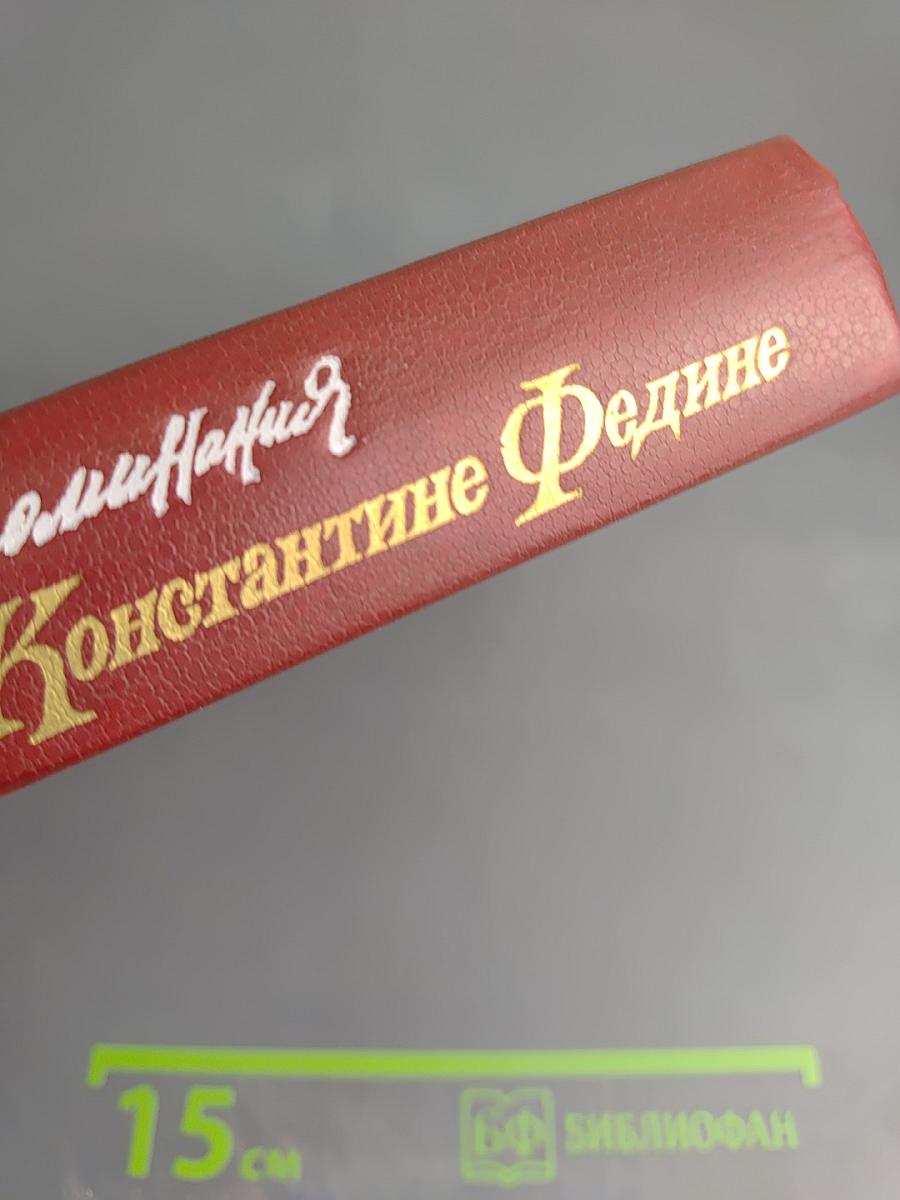 оминания
Константине Федине
15 см
БФ БИБЛИОФАН